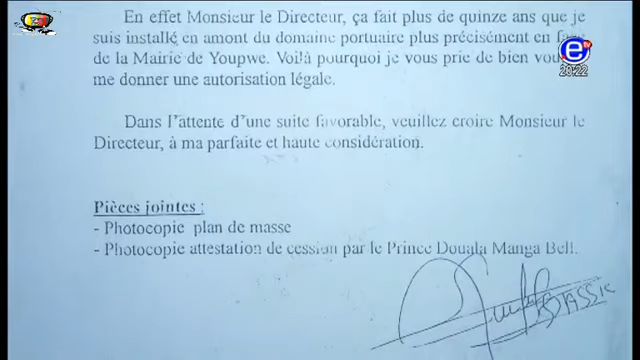 En effet Monsieur le Directeur, ça fait plus de quinze ans que je
suis installé en amont du domaine portuaire plus précisément en
de la Mairie de Youpwe. Voilà pourquoi je vous prie de bien
me donner une autorisation légale.
Dans l'attente d'une suite favorable, veuillez croire Monsieur le
Directeur, à ma parfaite et haute considération.
Pièces jointes :
- Photocopie plan de masse
- Photocopie attestation de cession par le Prince Douala Manga Bell.
e
20:22